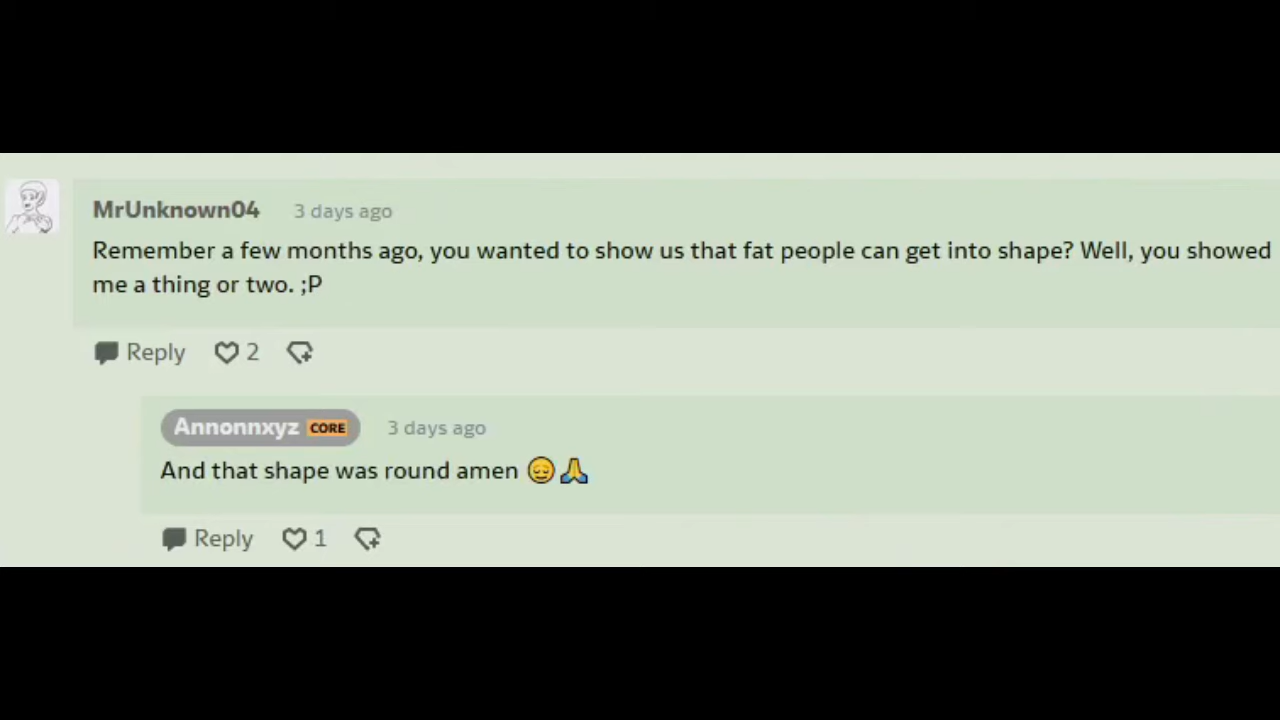 MrUnknown04 3 days ago
Remember a few months ago, you wanted to show us that fat people can get into shape? Well, you showed
me a thing or two. ;P
Reply 2
Annonnxyz CORE 3 days ago
And that shape was round amen 😌🙏
Reply 1